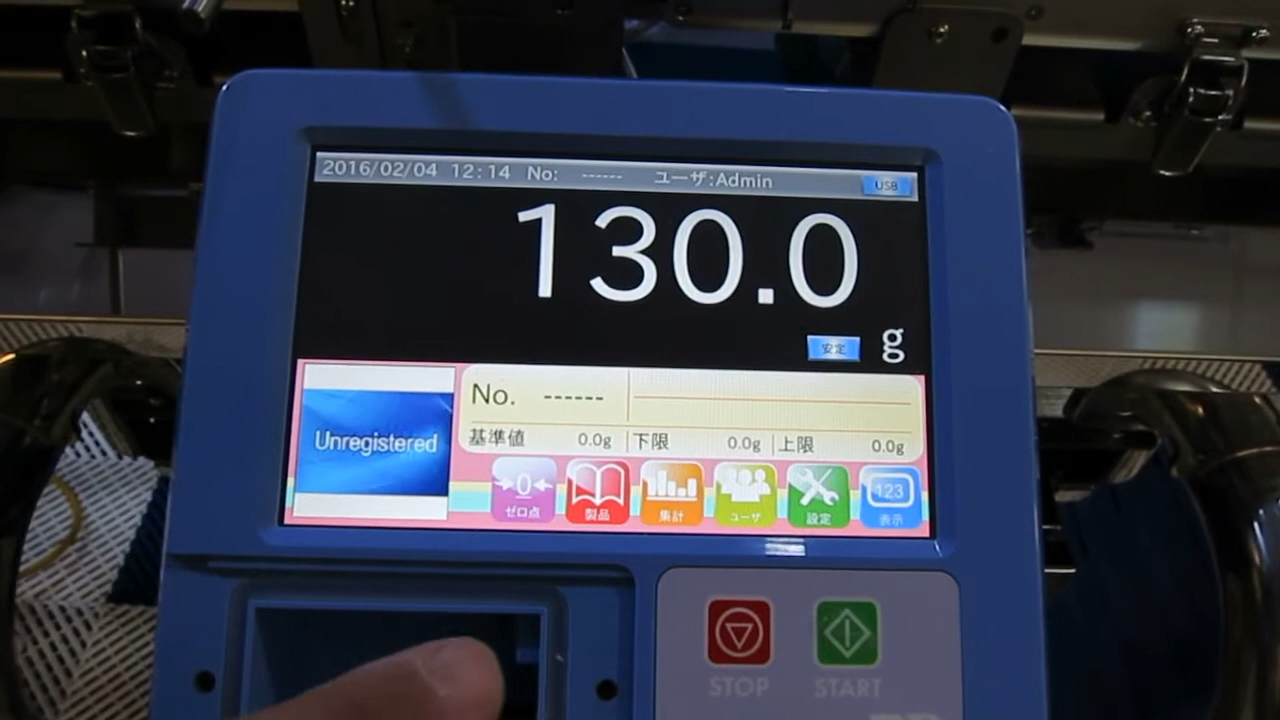 2016/02/04 12:14 No: ------ ユーザ:Admin USB
130.0
安定 g
Unregistered
No. ------
基準値 0.0g 下限 0.0g 上限 0.0g
0 123
ゼロ点 製品 集計 ユーザ 設定 表示
STOP START